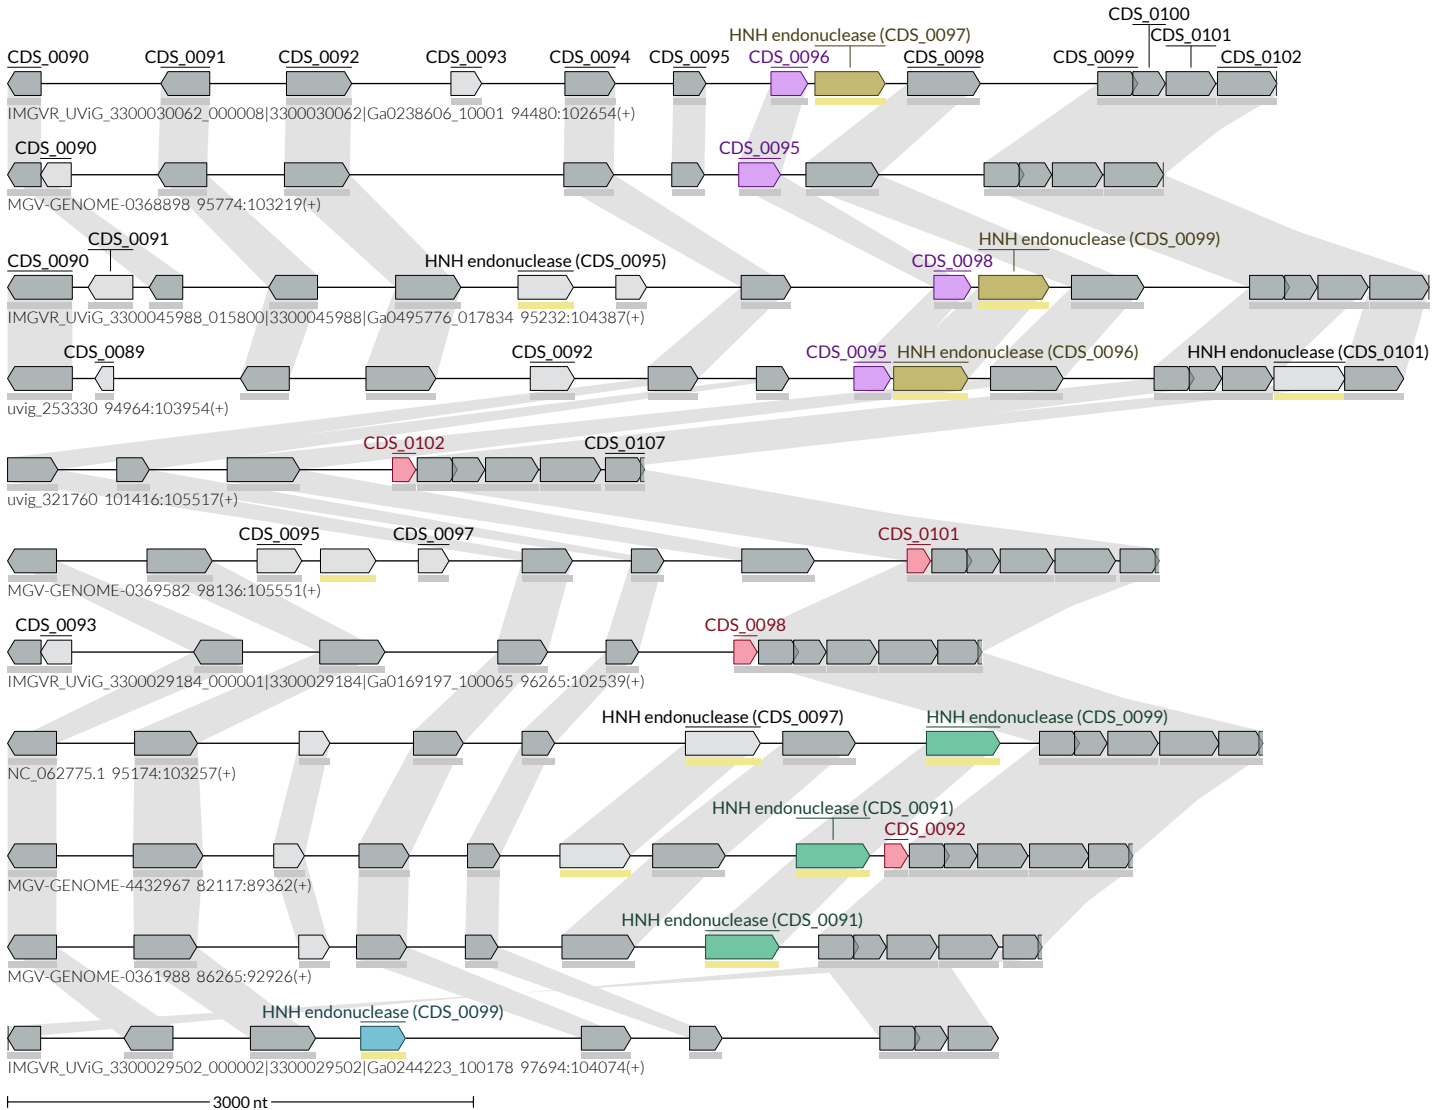 CDS_0100
HNH endonuclease (CDS_0097) CDS_0101
CDS_0090 CDS_0091 CDS_0092 CDS_0093 CDS_0094 CDS_0095 CDS_0096 CDS_0098 CDS_0099 CDS_0102
IMGVR_UViG_3300030062_000008|3300030062|Ga0238606_10001 94480:102654(+)
CDS_0090 CDS_0095
MGV-GENOME-0368898 95774:103219(+)
CDS_0091 HNH endonuclease (CDS_0099)
CDS_0090 HNH endonuclease (CDS_0095) CDS_0098
IMGVR_UViG_3300045988_015800|3300045988|Ga0495776_017834 95232:104387(+)
CDS_0089 CDS_0092 CDS_0095 HNH endonuclease (CDS_0096) HNH endonuclease (CDS_0101)
uvig_253330 94964:103954(+)
CDS_0102 CDS_0107
uvig_321760 101416:105517(+)
CDS_0095 CDS_0097 CDS_0101
MGV-GENOME-0369582 98136:105551(+)
CDS_0093 CDS_0098
IMGVR_UViG_3300029184_000001|3300029184|Ga0169197_100065 96265:102539(+)
HNH endonuclease (CDS_0097) HNH endonuclease (CDS_0099)
NC_062775.1 95174:103257(+)
HNH endonuclease (CDS_0091)
CDS_0092
MGV-GENOME-4432967 82117:89362(+)
HNH endonuclease (CDS_0091)
MGV-GENOME-0361988 86265:92926(+)
HNH endonuclease (CDS_0099)
IMGVR_UViG_3300029502_000002|3300029502|Ga0244223_100178 97694:104074(+)
3000 nt